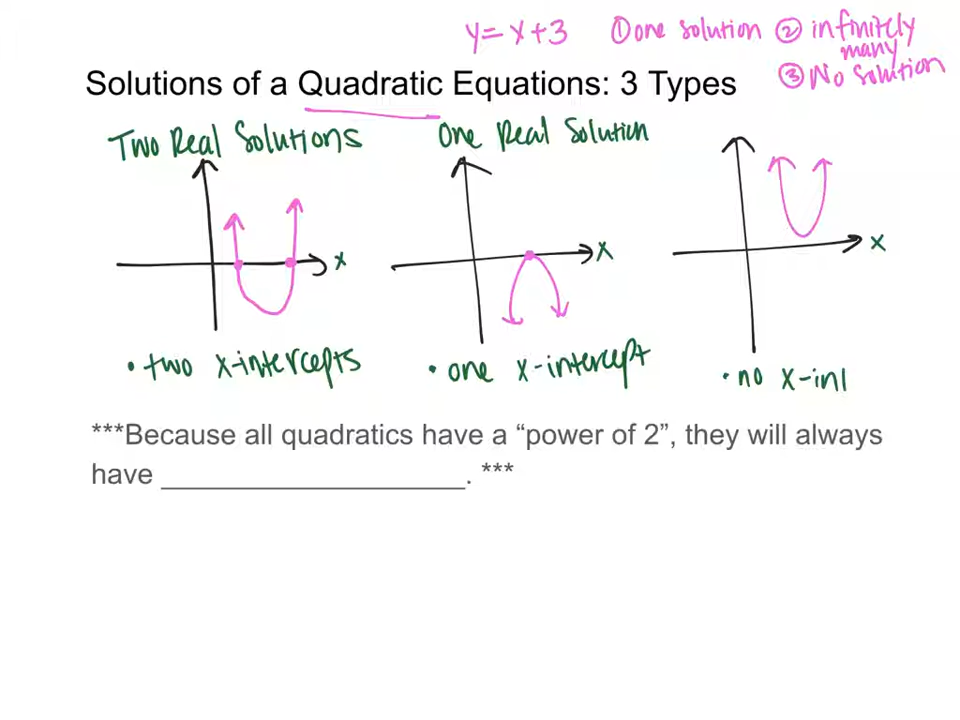 y=x+3 ① one solution ② infinitely
many
③ No solution
Solutions of a Quadratic Equations: 3 Types
Two Real Solutions
One Real Solution
x
x
x
• two x-intercepts
• one x-intercept
• no x-inl
***Because all quadratics have a “power of 2”, they will always
have ____________________. ***